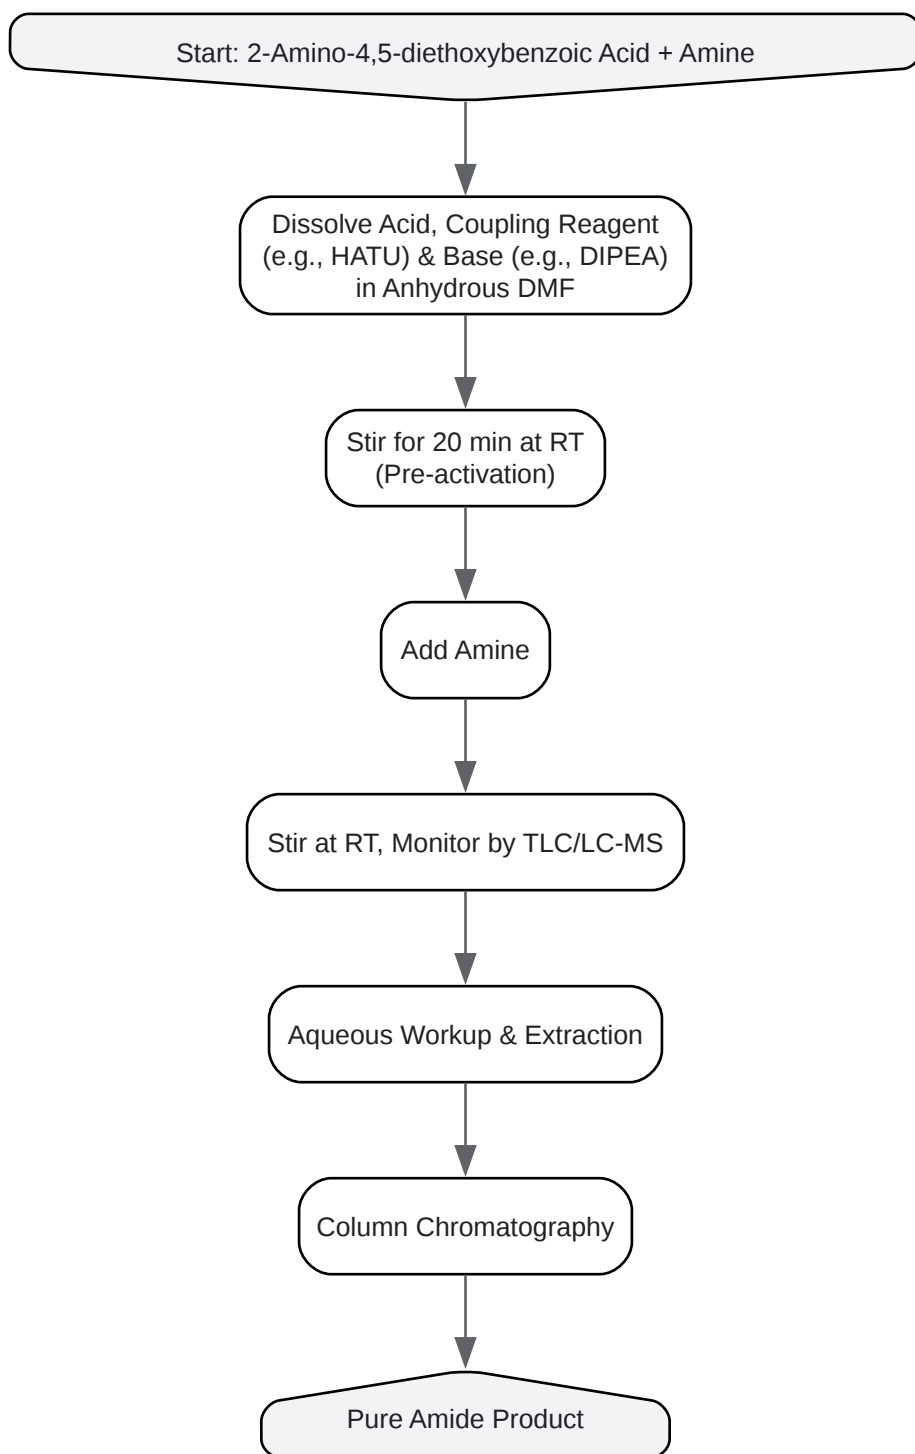 Start: 2-Amino-4,5-diethoxybenzoic Acid + Amine
Dissolve Acid, Coupling Reagent
(e.g., HATU) & Base (e.g., DIPEA)
in Anhydrous DMF
Stir for 20 min at RT
(Pre-activation)
Add Amine
Stir at RT, Monitor by TLC/LC-MS
Aqueous Workup & Extraction
Column Chromatography
Pure Amide Product